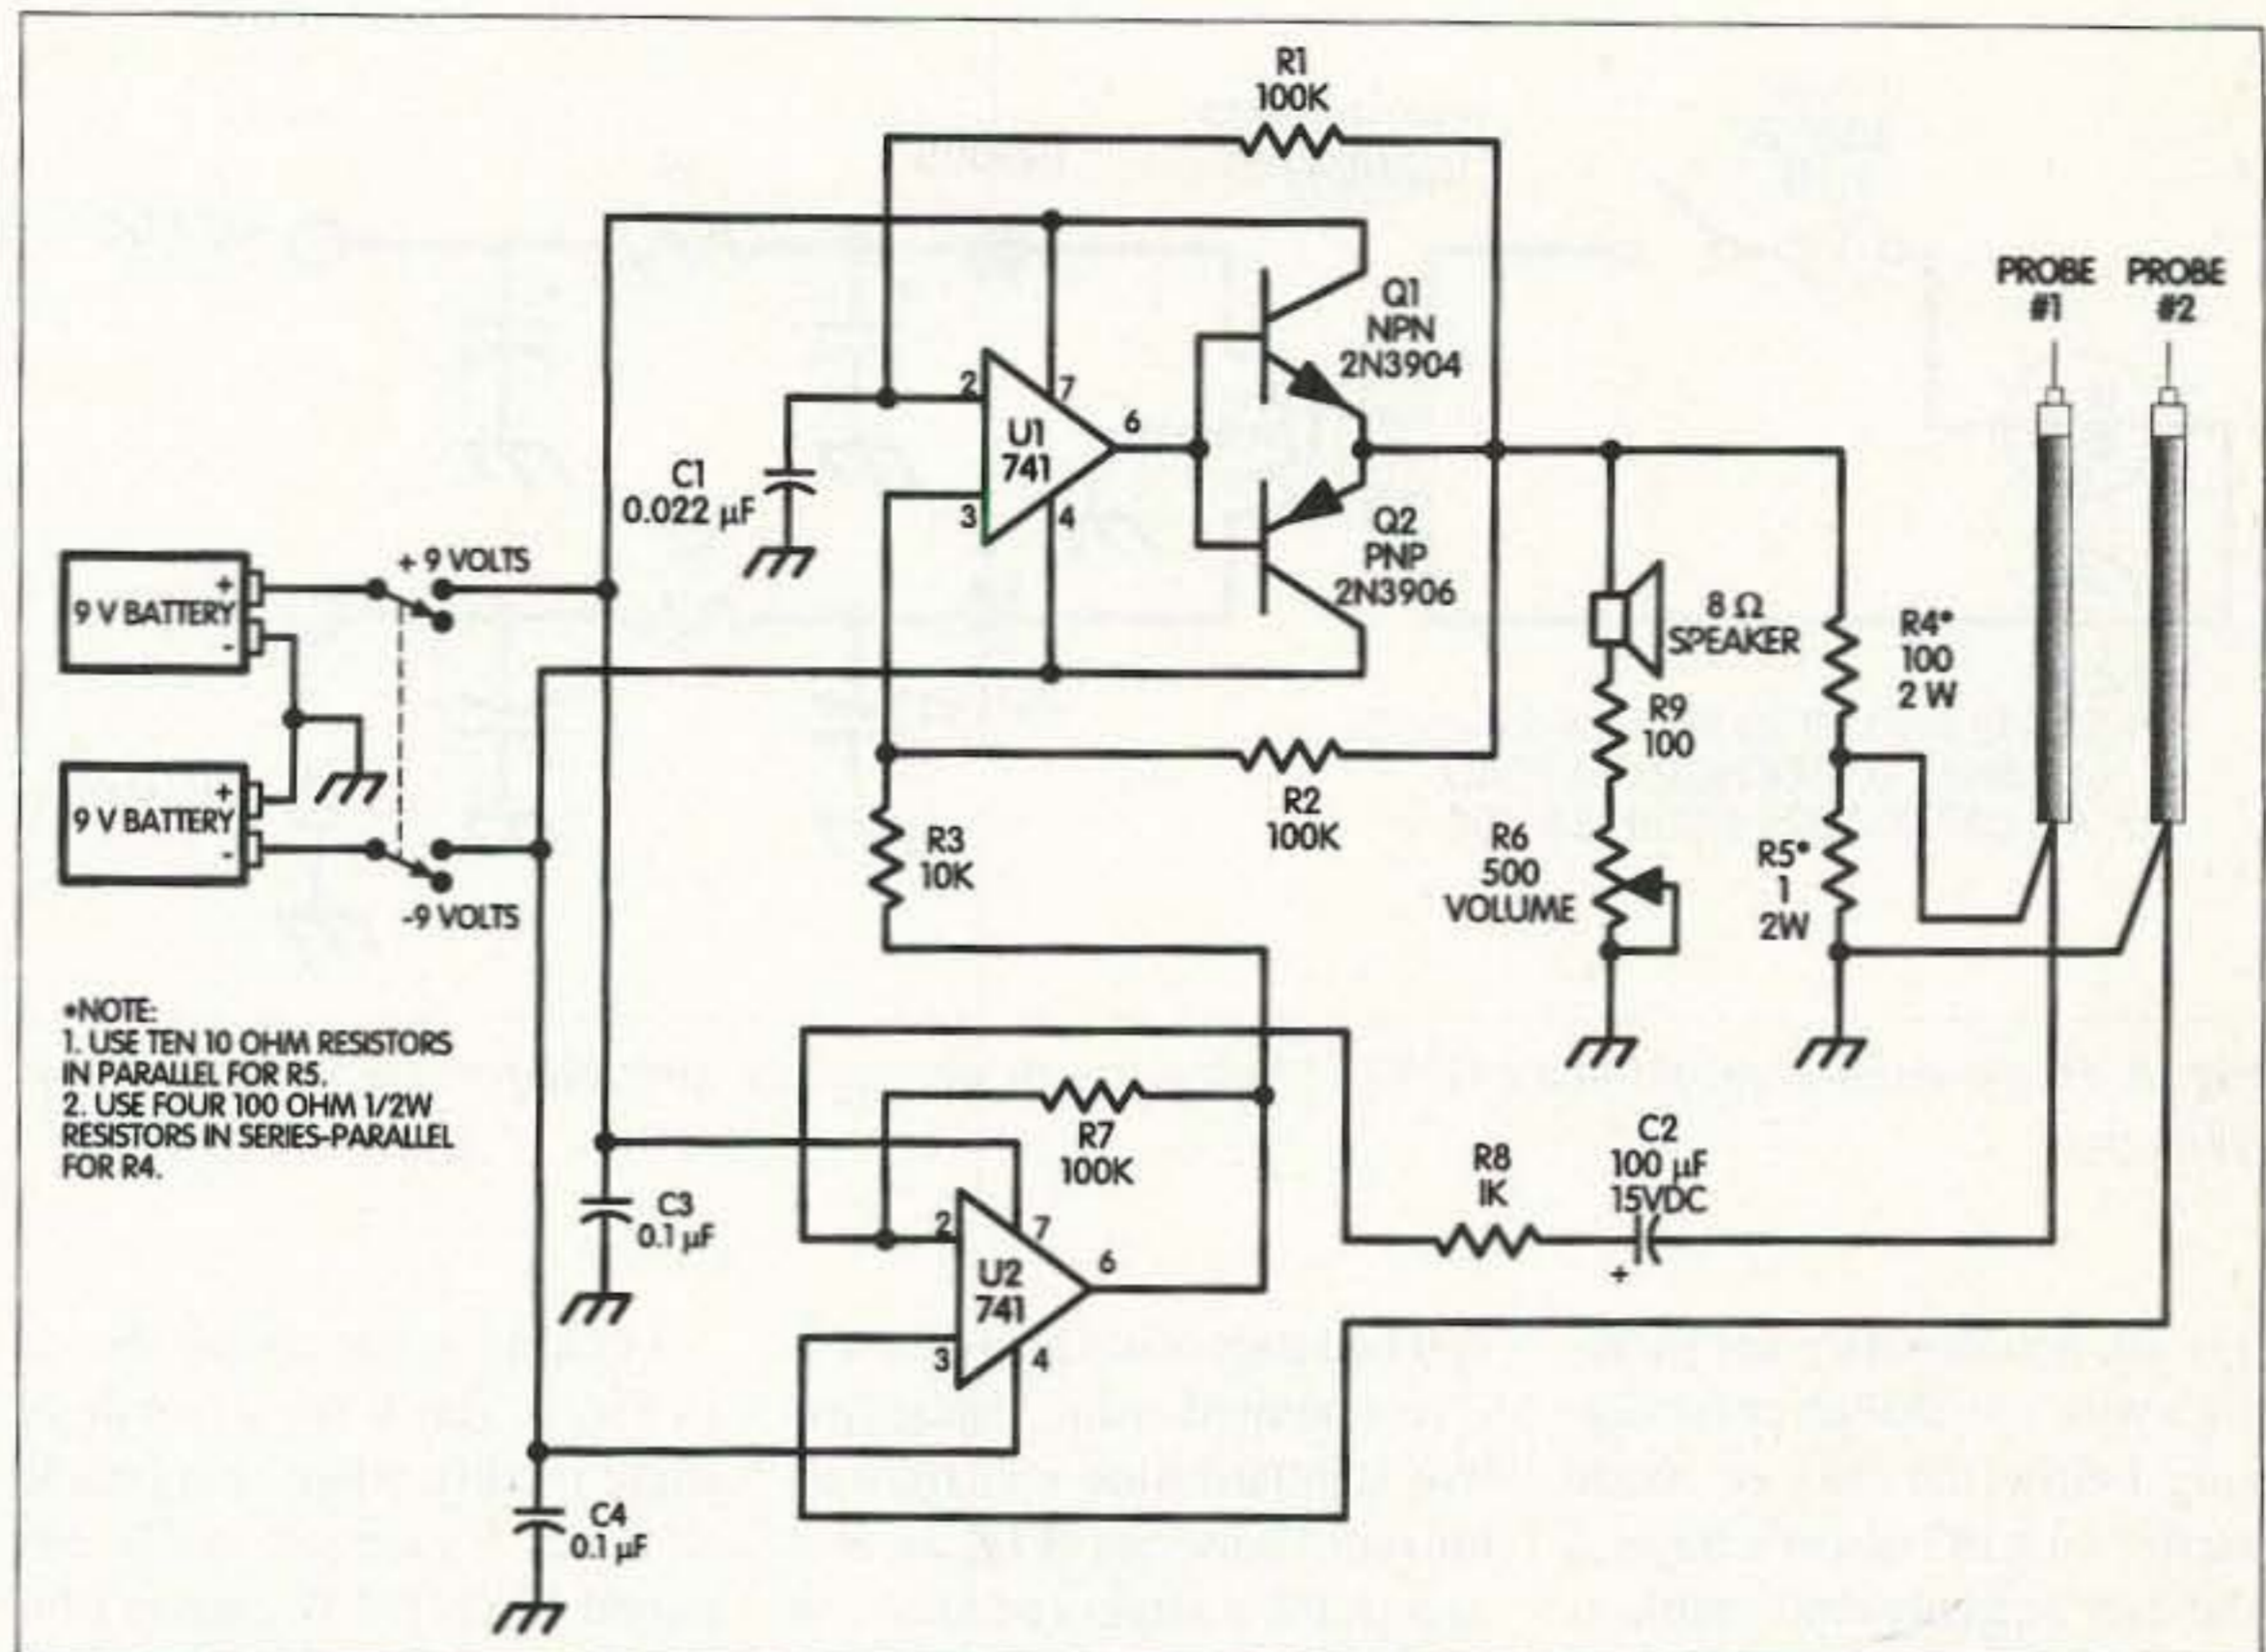 R1
100K
PROBE #1
PROBE #2
Q1
NPN
2N3904
2
7
U1
741
6
3
4
C1
0.022 µF
Q2
PNP
2N3906
+ 9 VOLTS
9 V BATTERY
+
-
8 Ω
SPEAKER
R4*
100
2 W
R9
100
9 V BATTERY
+
-
-9 VOLTS
R2
100K
R3
10K
R6
500
VOLUME
R5*
1
2W
*NOTE:
1. USE TEN 10 OHM RESISTORS
IN PARALLEL FOR R5.
2. USE FOUR 100 OHM 1/2W
RESISTORS IN SERIES-PARALLEL
FOR R4.
R7
100K
R8
1K
C2
100 µF
15VDC
+
C3
0.1 µF
2
7
U2
741
6
3
4
C4
0.1 µF